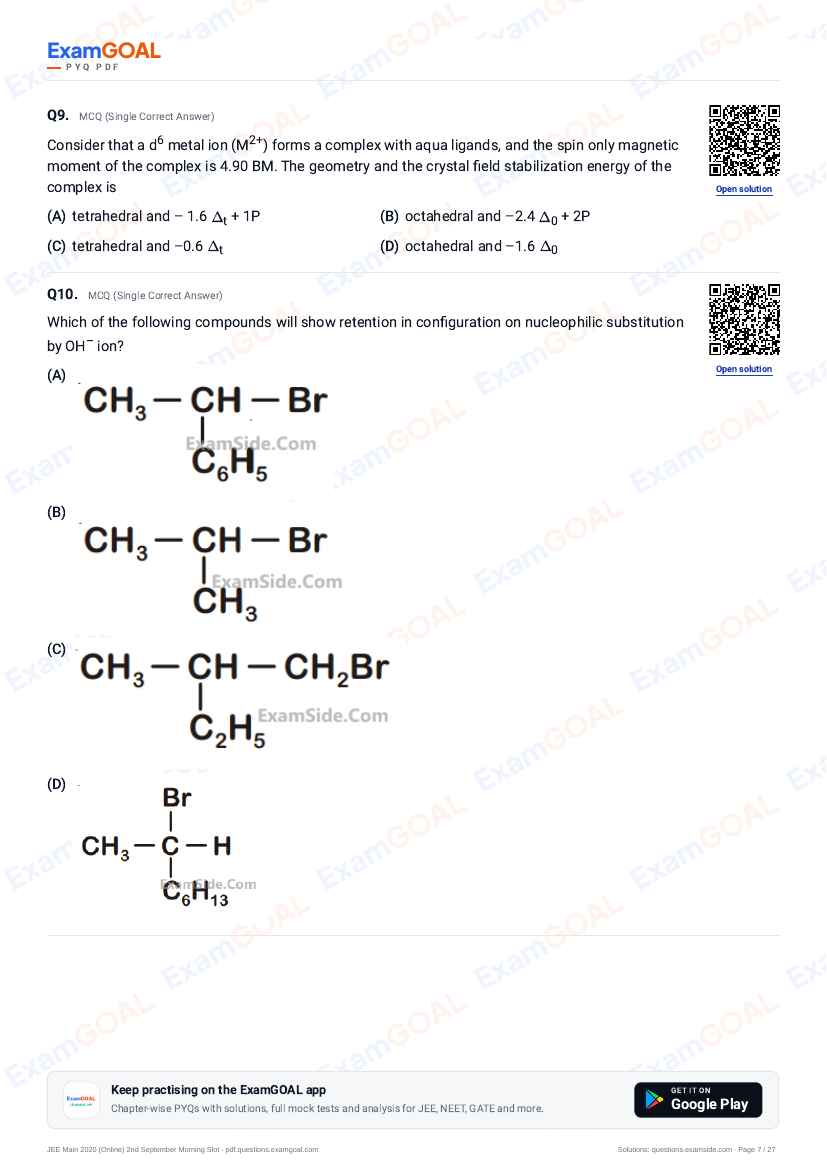 ExamGOAL
PYQ PDF
Q9. MCQ (Single Correct Answer)
Consider that a d⁶ metal ion (M²⁺) forms a complex with aqua ligands, and the spin only magnetic
moment of the complex is 4.90 BM. The geometry and the crystal field stabilization energy of the
complex is
Open solution
(A) tetrahedral and − 1.6 Δt + 1P (B) octahedral and −2.4 Δ0 + 2P
(C) tetrahedral and −0.6 Δt (D) octahedral and −1.6 Δ0
Q10. MCQ (Single Correct Answer)
Which of the following compounds will show retention in configuration on nucleophilic substitution
by OH⁻ ion?
Open solution
(A)
CH₃ — CH — Br
ExamSide.Com
C₆H₅
(B)
CH₃ — CH — Br
ExamSide.Com
CH₃
(C)
CH₃ — CH — CH₂Br
ExamSide.Com
C₂H₅
(D)
Br
CH₃ — C — H
ExamSide.Com
C₆H₁₃
Keep practising on the ExamGOAL app
Chapter-wise PYQs with solutions, full mock tests and analysis for JEE, NEET, GATE and more.
GET IT ON
Google Play
JEE Main 2020 (Online) 2nd September Morning Slot · pdf.questions.examgoal.com Solutions: questions.examside.com · Page 7 / 27